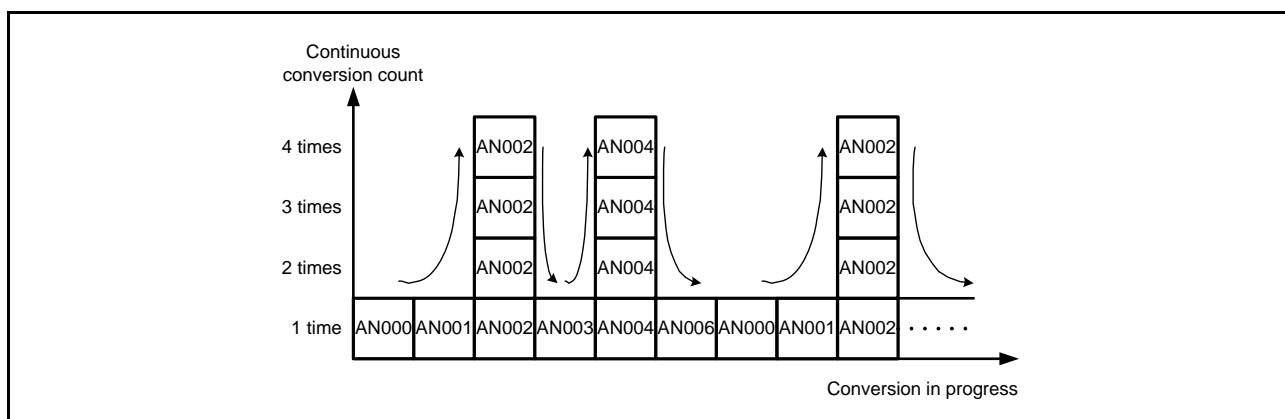 Continuous
conversion count
4 times AN002 AN004 AN002
3 times AN002 AN004 AN002
2 times AN002 AN004 AN002
1 time AN000 AN001 AN002 AN003 AN004 AN006 AN000 AN001 AN002 ······
Conversion in progress